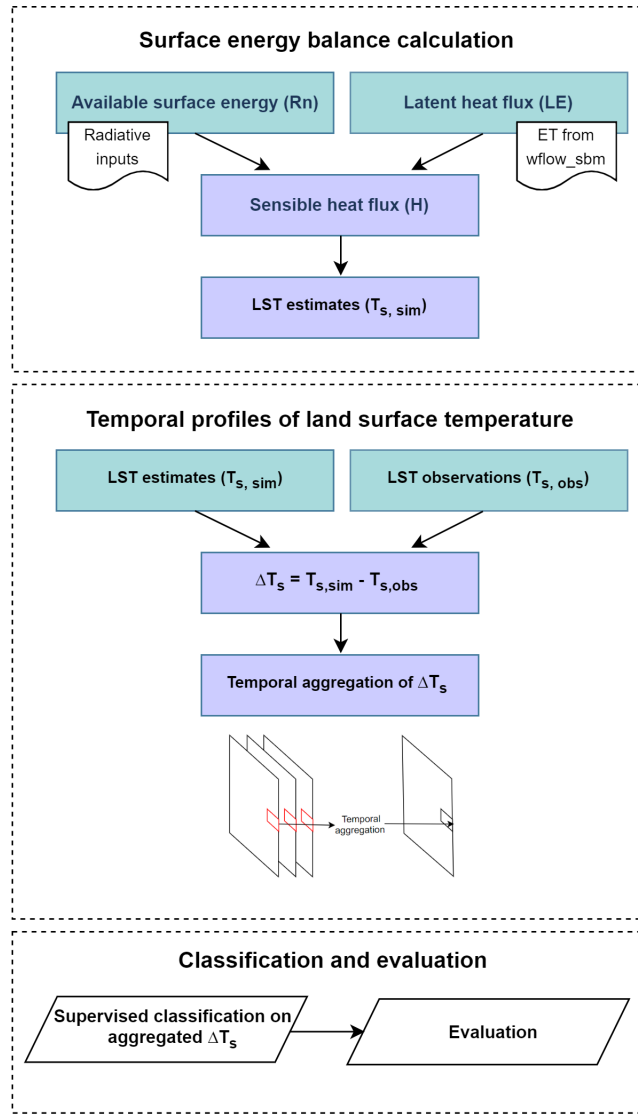 Surface energy balance calculation
Available surface energy (Rn)
Latent heat flux (LE)
Radiative
inputs
ET from
wflow_sbm
Sensible heat flux (H)
LST estimates (Ts, sim)
Temporal profiles of land surface temperature
LST estimates (Ts, sim)
LST observations (Ts, obs)
ΔTs = Ts,sim - Ts,obs
Temporal aggregation of ΔTs
Temporal
aggregation
Classification and evaluation
Supervised classification on
aggregated ΔTs
Evaluation